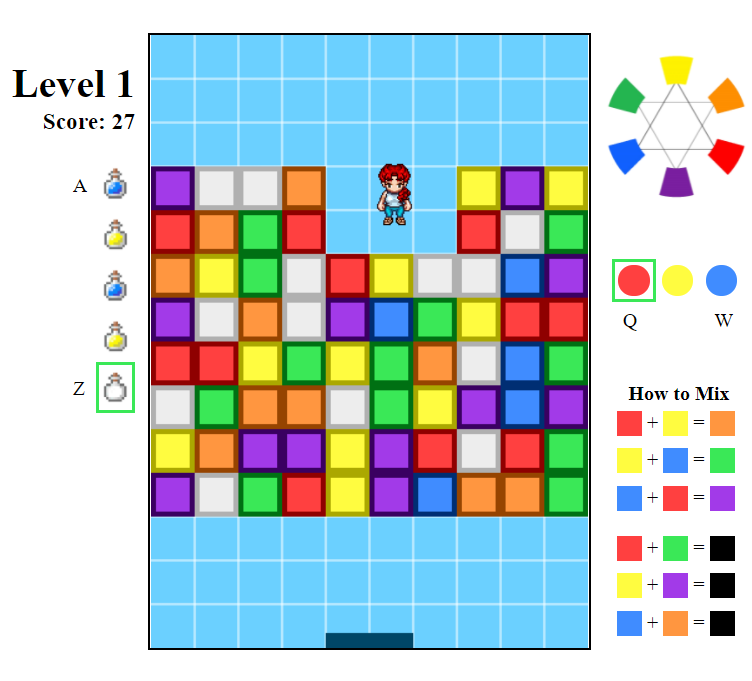 Level 1
Score: 27
A
Z
Q W
How to Mix
+ =
+ =
+ =
+ =
+ =
+ =